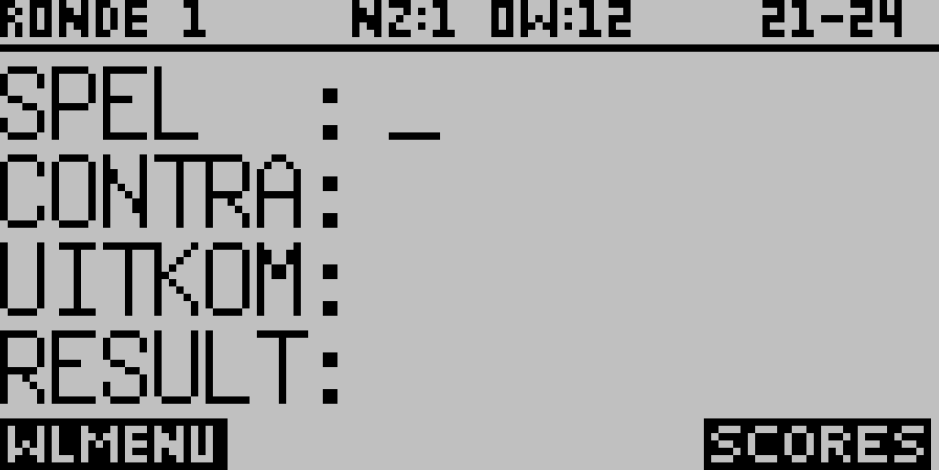 RONDE 1 NZ:1 OW:12 21-24
SPEL : _
CONTRA:
UITKOM:
RESULT:
WLMENU SCORES